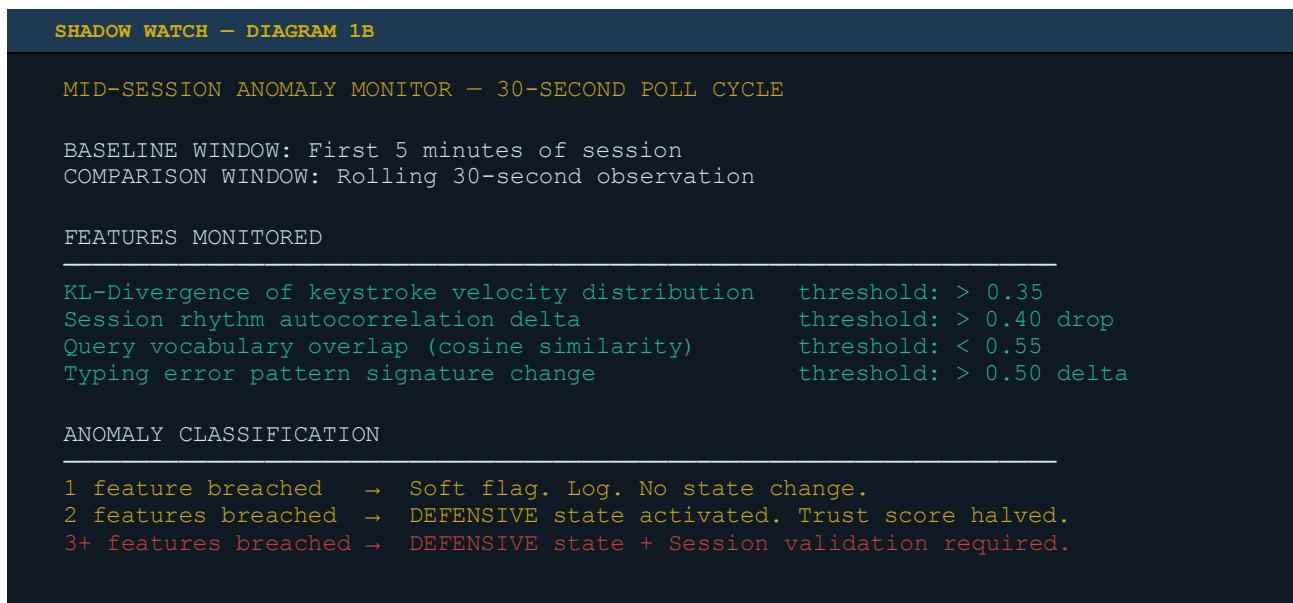 SHADOW WATCH — DIAGRAM 1B
MID-SESSION ANOMALY MONITOR — 30-SECOND POLL CYCLE
BASELINE WINDOW: First 5 minutes of session
COMPARISON WINDOW: Rolling 30-second observation
FEATURES MONITORED
KL-Divergence of keystroke velocity distribution threshold: > 0.35
Session rhythm autocorrelation delta threshold: > 0.40 drop
Query vocabulary overlap (cosine similarity) threshold: < 0.55
Typing error pattern signature change threshold: > 0.50 delta
ANOMALY CLASSIFICATION
1 feature breached → Soft flag. Log. No state change.
2 features breached → DEFENSIVE state activated. Trust score halved.
3+ features breached → DEFENSIVE state + Session validation required.